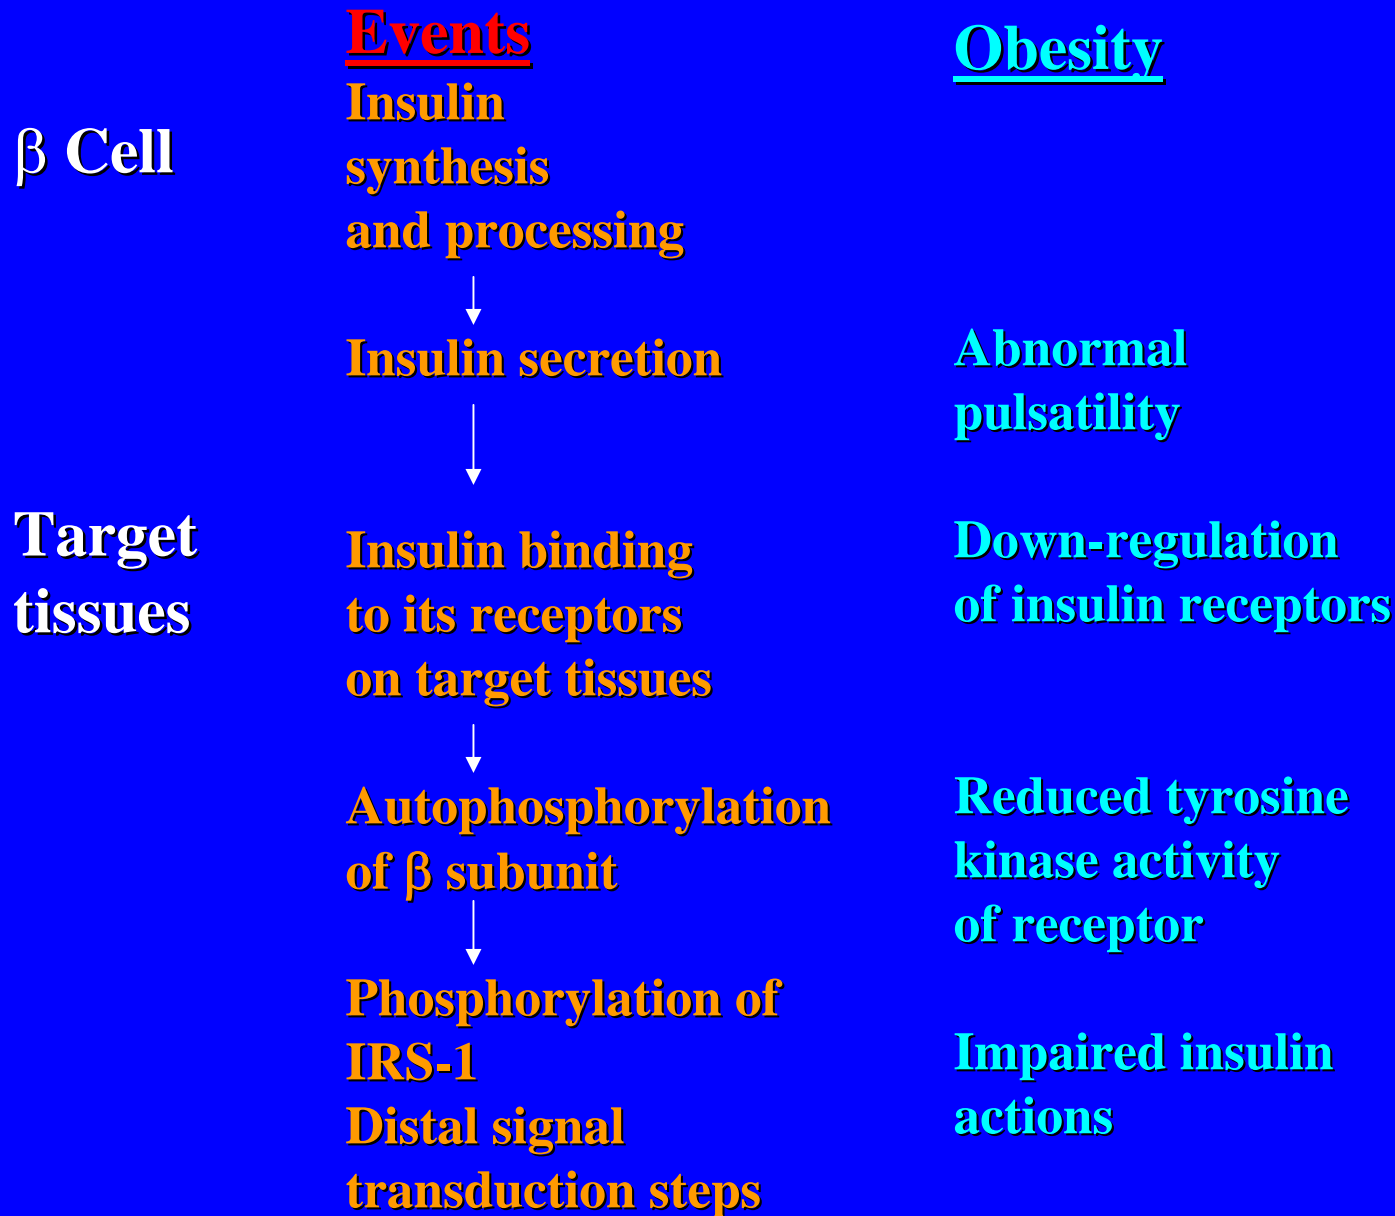 Events
Obesity
β Cell
Insulin
synthesis
and processing
Insulin secretion
Abnormal
pulsatility
Target
tissues
Insulin binding
to its receptors
on target tissues
Down-regulation
of insulin receptors
Autophosphorylation
of β subunit
Reduced tyrosine
kinase activity
of receptor
Phosphorylation of
IRS-1
Distal signal
transduction steps
Impaired insulin
actions